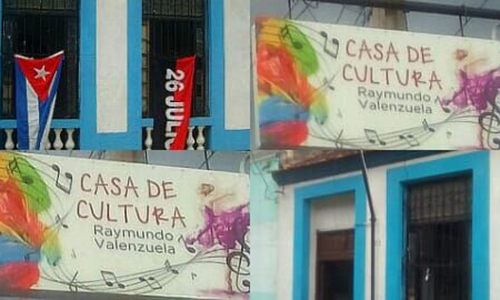 26 JULIO
CASA DE
CULTURA
Raymundo
Valenzuela
CASA DE
CULTURA
Raymundo
Valenzuela